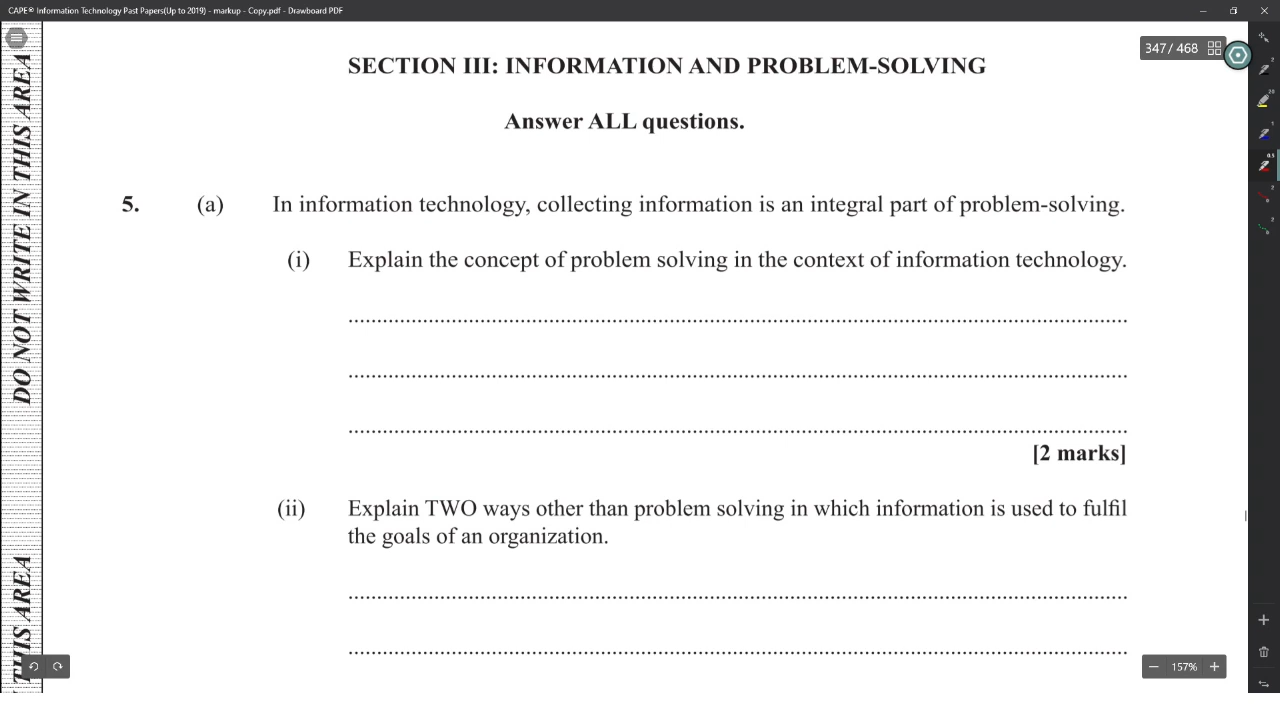 CAPE® Information Technology Past Papers(Up to 2019) - markup - Copy.pdf - Drawboard PDF
347 / 468
SECTION III: INFORMATION AND PROBLEM-SOLVING
Answer ALL questions.
5. (a) In information technology, collecting information is an integral part of problem-solving.
(i) Explain the concept of problem solving in the context of information technology.
[2 marks]
(ii) Explain TWO ways other than problem solving in which information is used to fulfil
the goals of an organization.
DO NOT WRITE IN THIS AREA
THIS AREA
157%